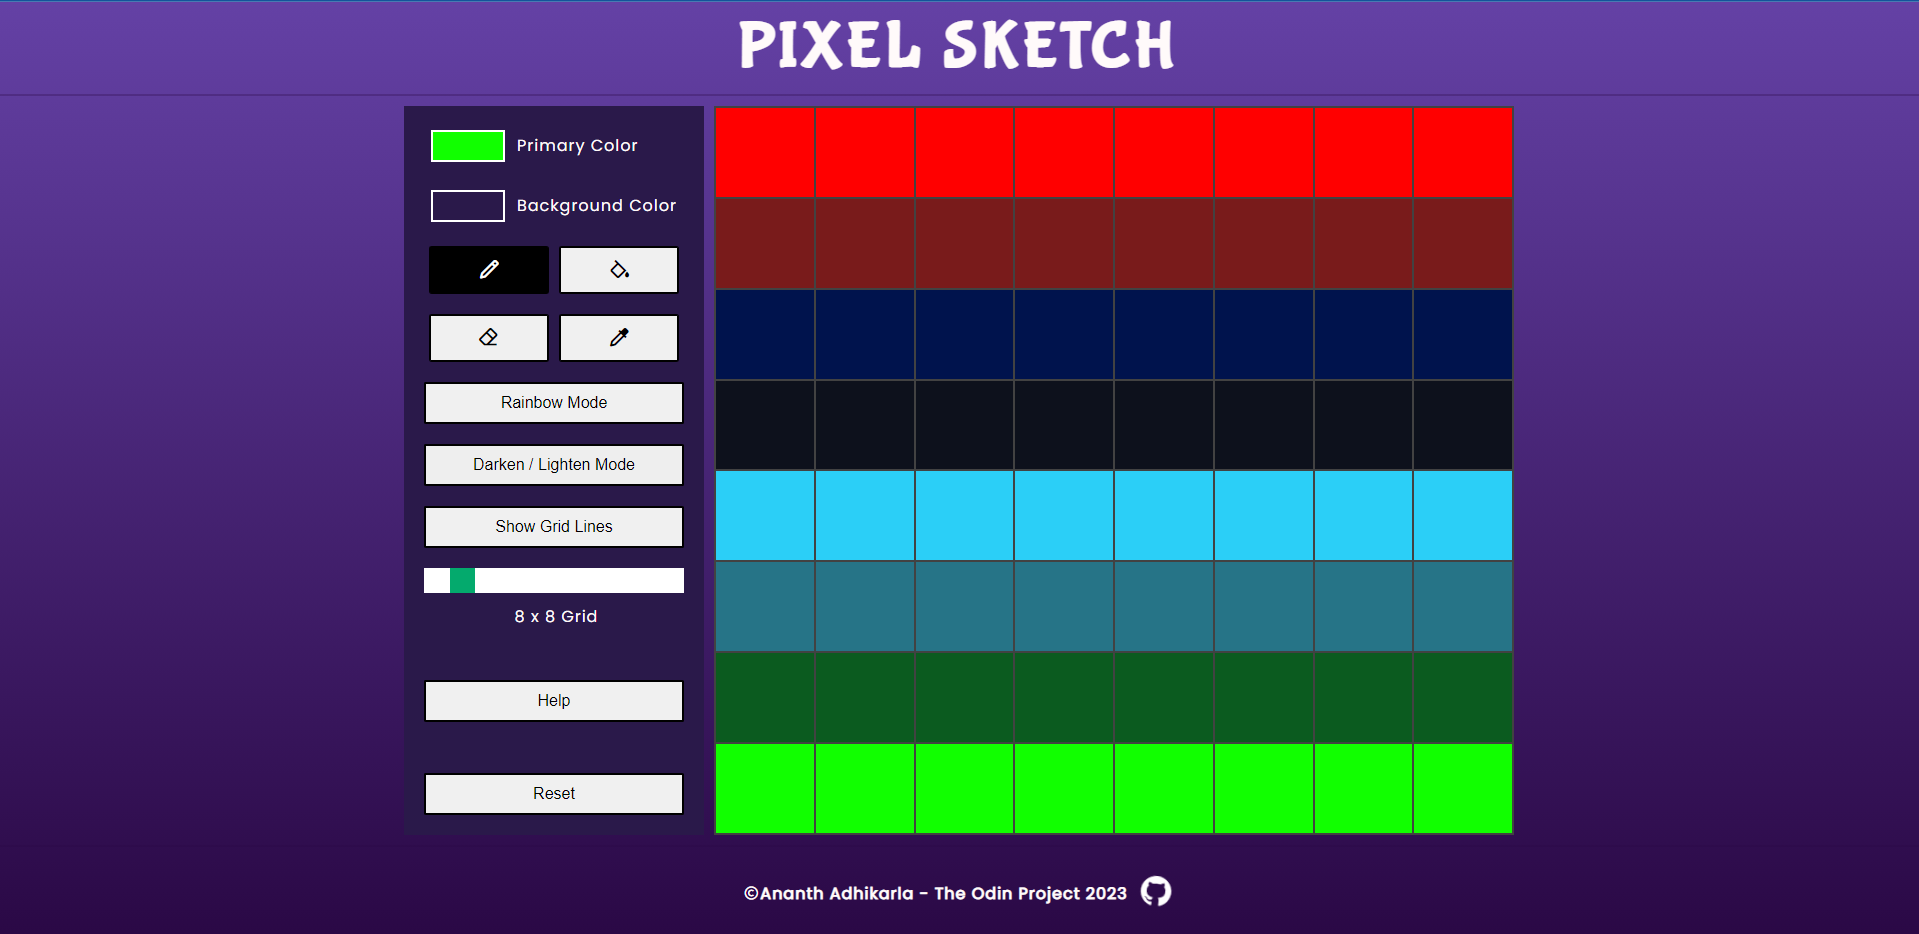 PIXEL SKETCH
Primary Color
Background Color
Rainbow Mode
Darken / Lighten Mode
Show Grid Lines
8 x 8 Grid
Help
Reset
©Ananth Adhikarla - The Odin Project 2023